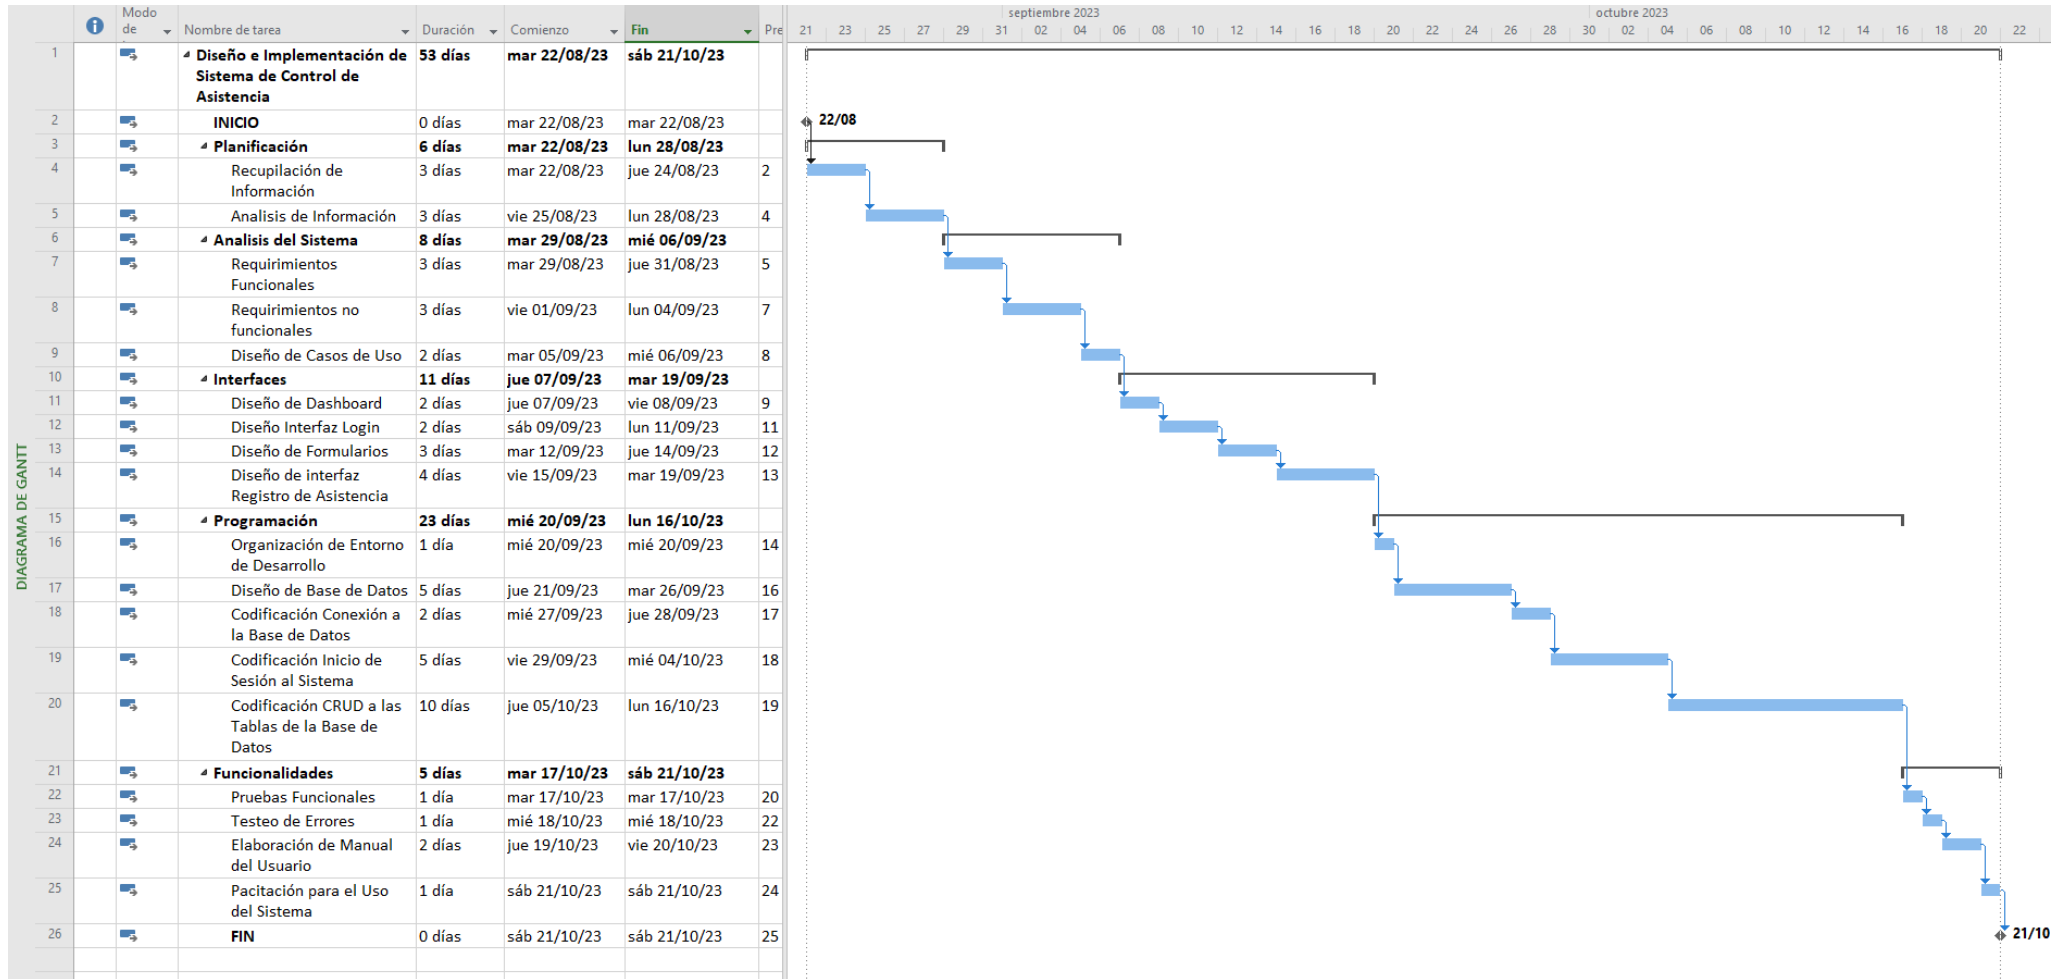 Modo
de
Nombre de tarea Duración Comienzo Fin Pre
septiembre 2023 octubre 2023
21 23 25 27 29 31 02 04 06 08 10 12 14 16 18 20 22 24 26 28 30 02 04 06 08 10 12 14 16 18 20 22
1 Diseño e Implementación de 53 días mar 22/08/23 sáb 21/10/23
Sistema de Control de
Asistencia
2 INICIO 0 días mar 22/08/23 mar 22/08/23 22/08
3 Planificación 6 días mar 22/08/23 lun 28/08/23
4 Recupilación de 3 días mar 22/08/23 jue 24/08/23 2
Información
5 Analisis de Información 3 días vie 25/08/23 lun 28/08/23 4
6 Analisis del Sistema 8 días mar 29/08/23 mié 06/09/23
7 Requirimientos 3 días mar 29/08/23 jue 31/08/23 5
Funcionales
8 Requirimientos no 3 días vie 01/09/23 lun 04/09/23 7
funcionales
9 Diseño de Casos de Uso 2 días mar 05/09/23 mié 06/09/23 8
10 Interfaces 11 días jue 07/09/23 mar 19/09/23
11 Diseño de Dashboard 2 días jue 07/09/23 vie 08/09/23 9
12 Diseño Interfaz Login 2 días sáb 09/09/23 lun 11/09/23 11
13 Diseño de Formularios 3 días mar 12/09/23 jue 14/09/23 12
14 Diseño de interfaz 4 días vie 15/09/23 mar 19/09/23 13
Registro de Asistencia
15 Programación 23 días mié 20/09/23 lun 16/10/23
16 Organización de Entorno 1 día mié 20/09/23 mié 20/09/23 14
de Desarrollo
17 Diseño de Base de Datos 5 días jue 21/09/23 mar 26/09/23 16
18 Codificación Conexión a 2 días mié 27/09/23 jue 28/09/23 17
la Base de Datos
19 Codificación Inicio de 5 días vie 29/09/23 mié 04/10/23 18
Sesión al Sistema
20 Codificación CRUD a las 10 días jue 05/10/23 lun 16/10/23 19
Tablas de la Base de
Datos
21 Funcionalidades 5 días mar 17/10/23 sáb 21/10/23
22 Pruebas Funcionales 1 día mar 17/10/23 mar 17/10/23 20
23 Testeo de Errores 1 día mié 18/10/23 mié 18/10/23 22
24 Elaboración de Manual 2 días jue 19/10/23 vie 20/10/23 23
del Usuario
25 Pacitación para el Uso 1 día sáb 21/10/23 sáb 21/10/23 24
del Sistema
26 FIN 0 días sáb 21/10/23 sáb 21/10/23 25 21/10
DIAGRAMA DE GANTT